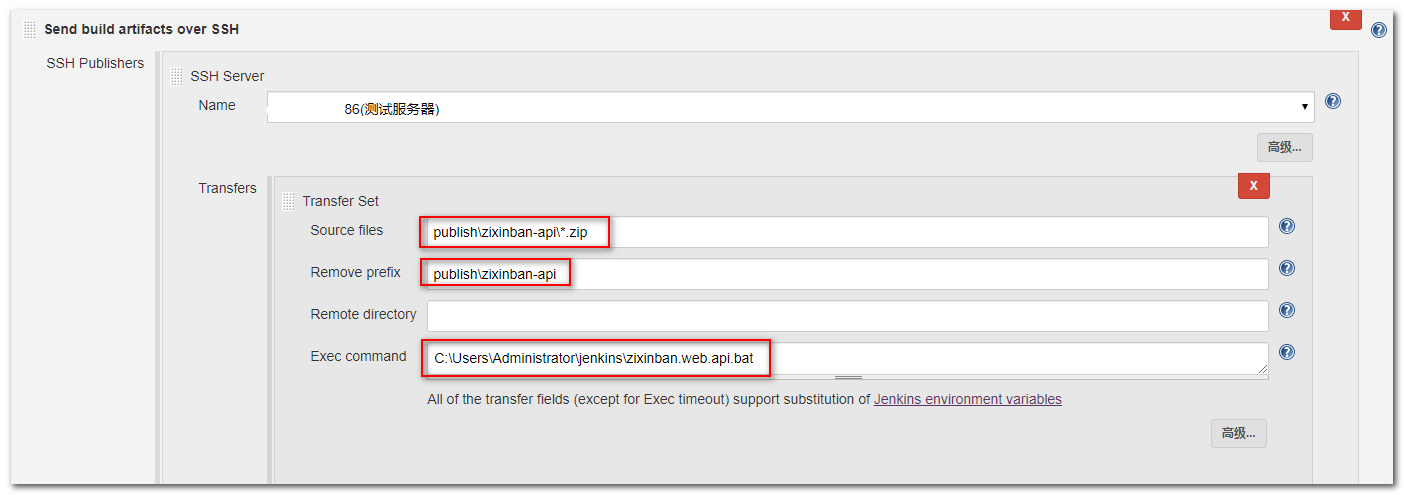 Send build artifacts over SSH
X
SSH Publishers
SSH Server
Name
86(测试服务器)
高级...
Transfers
X
Transfer Set
Source files
publish\zixinban-api\*.zip
Remove prefix
publish\zixinban-api
Remote directory
Exec command
C:\Users\Administrator\jenkins\zixinban.web.api.bat
All of the transfer fields (except for Exec timeout) support substitution of Jenkins environment variables
高级...